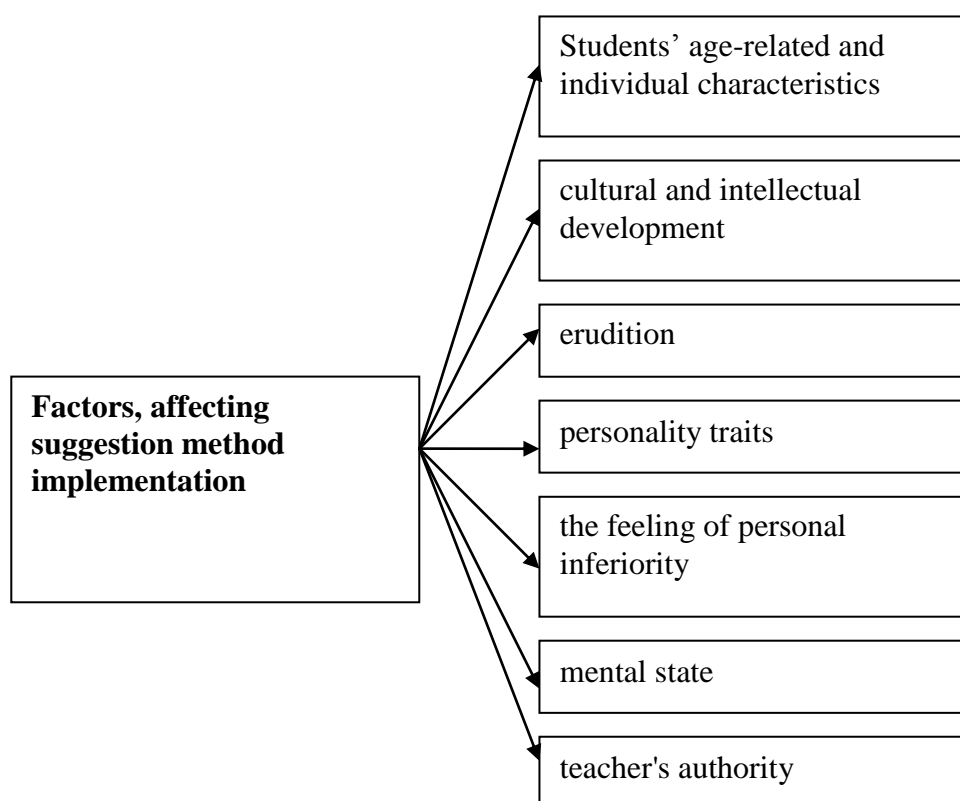 Students’ age-related and
individual characteristics
cultural and intellectual
development
erudition
Factors, affecting
suggestion method
implementation
personality traits
the feeling of personal
inferiority
mental state
teacher's authority